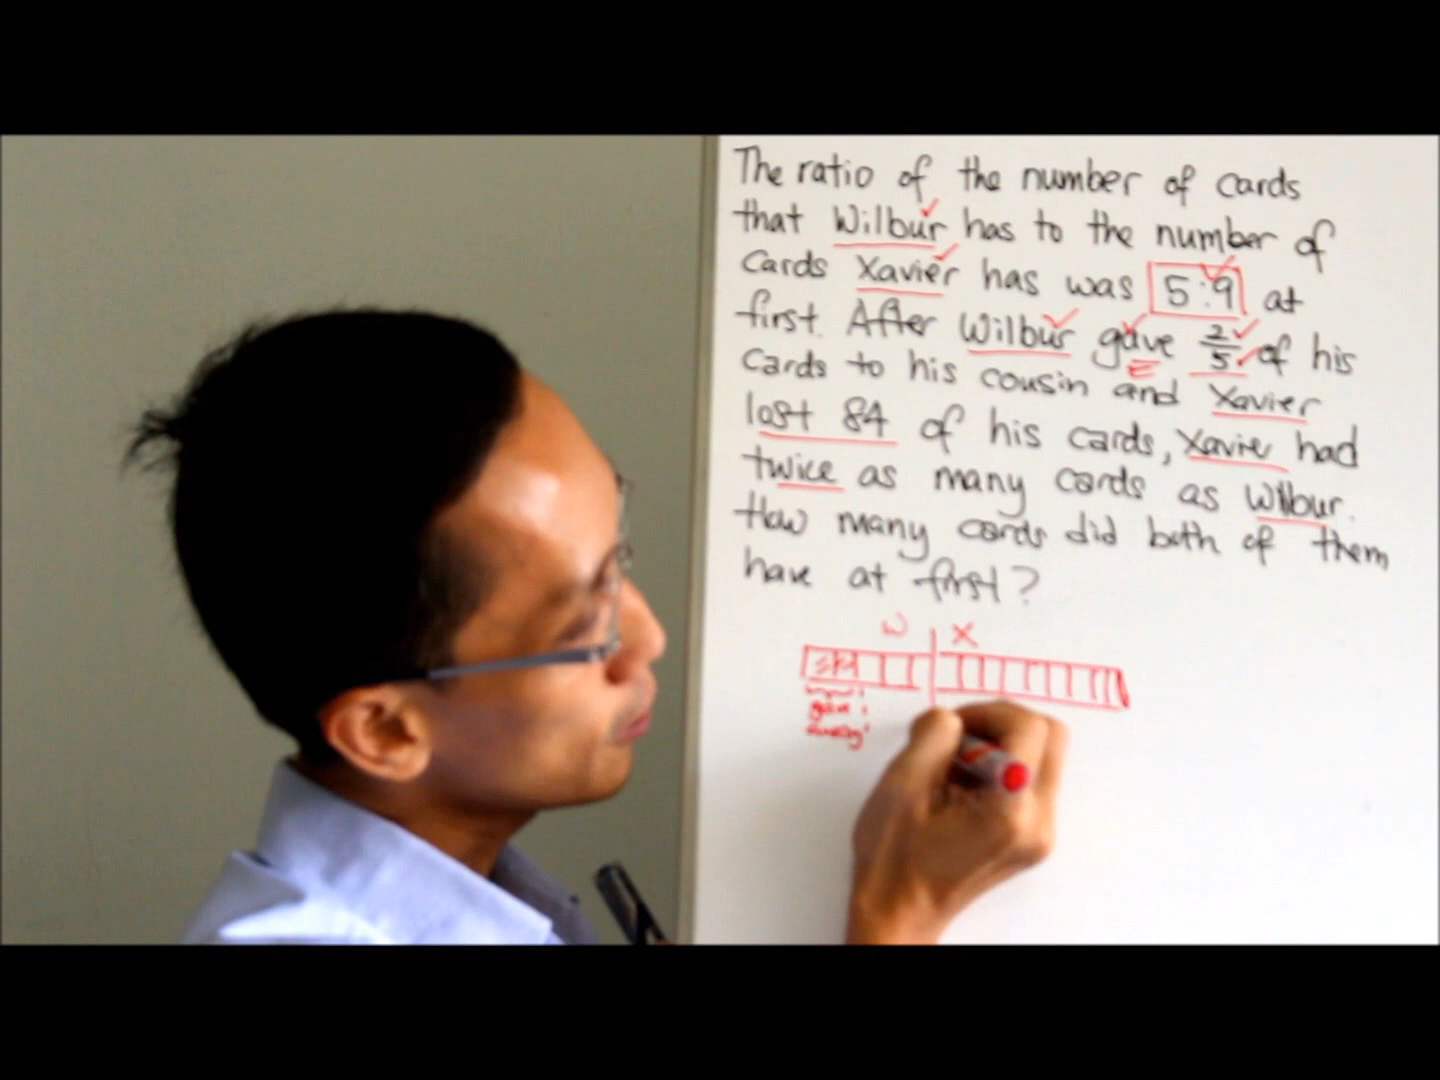 The ratio of the number of cards
that Wilbur has to the number of
cards Xavier has was 5:9 at
first. After Wilbur gave 2/5 of his
cards to his cousin and Xavier
lost 84 of his cards, Xavier had
twice as many cards as Wilbur.
How many cards did both of them
have at first?
W X
gave
away